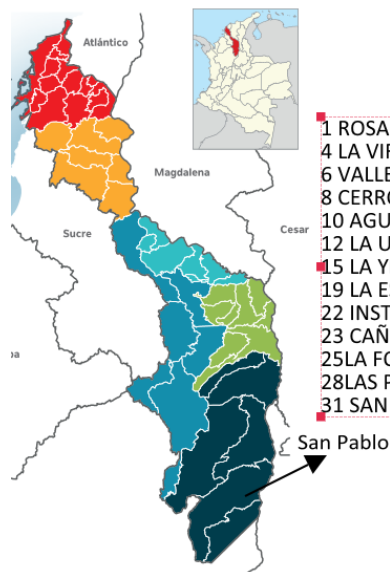 Atlántico
Magdalena
Sucre
Cesar
1 ROSA
4 LA VIR
6 VALLE
8 CERRO
10 AGU
12 LA U
15 LA Y
19 LA E
22 INST
23 CAÑ
25LA FO
28LAS P
31 SAN
San Pablo